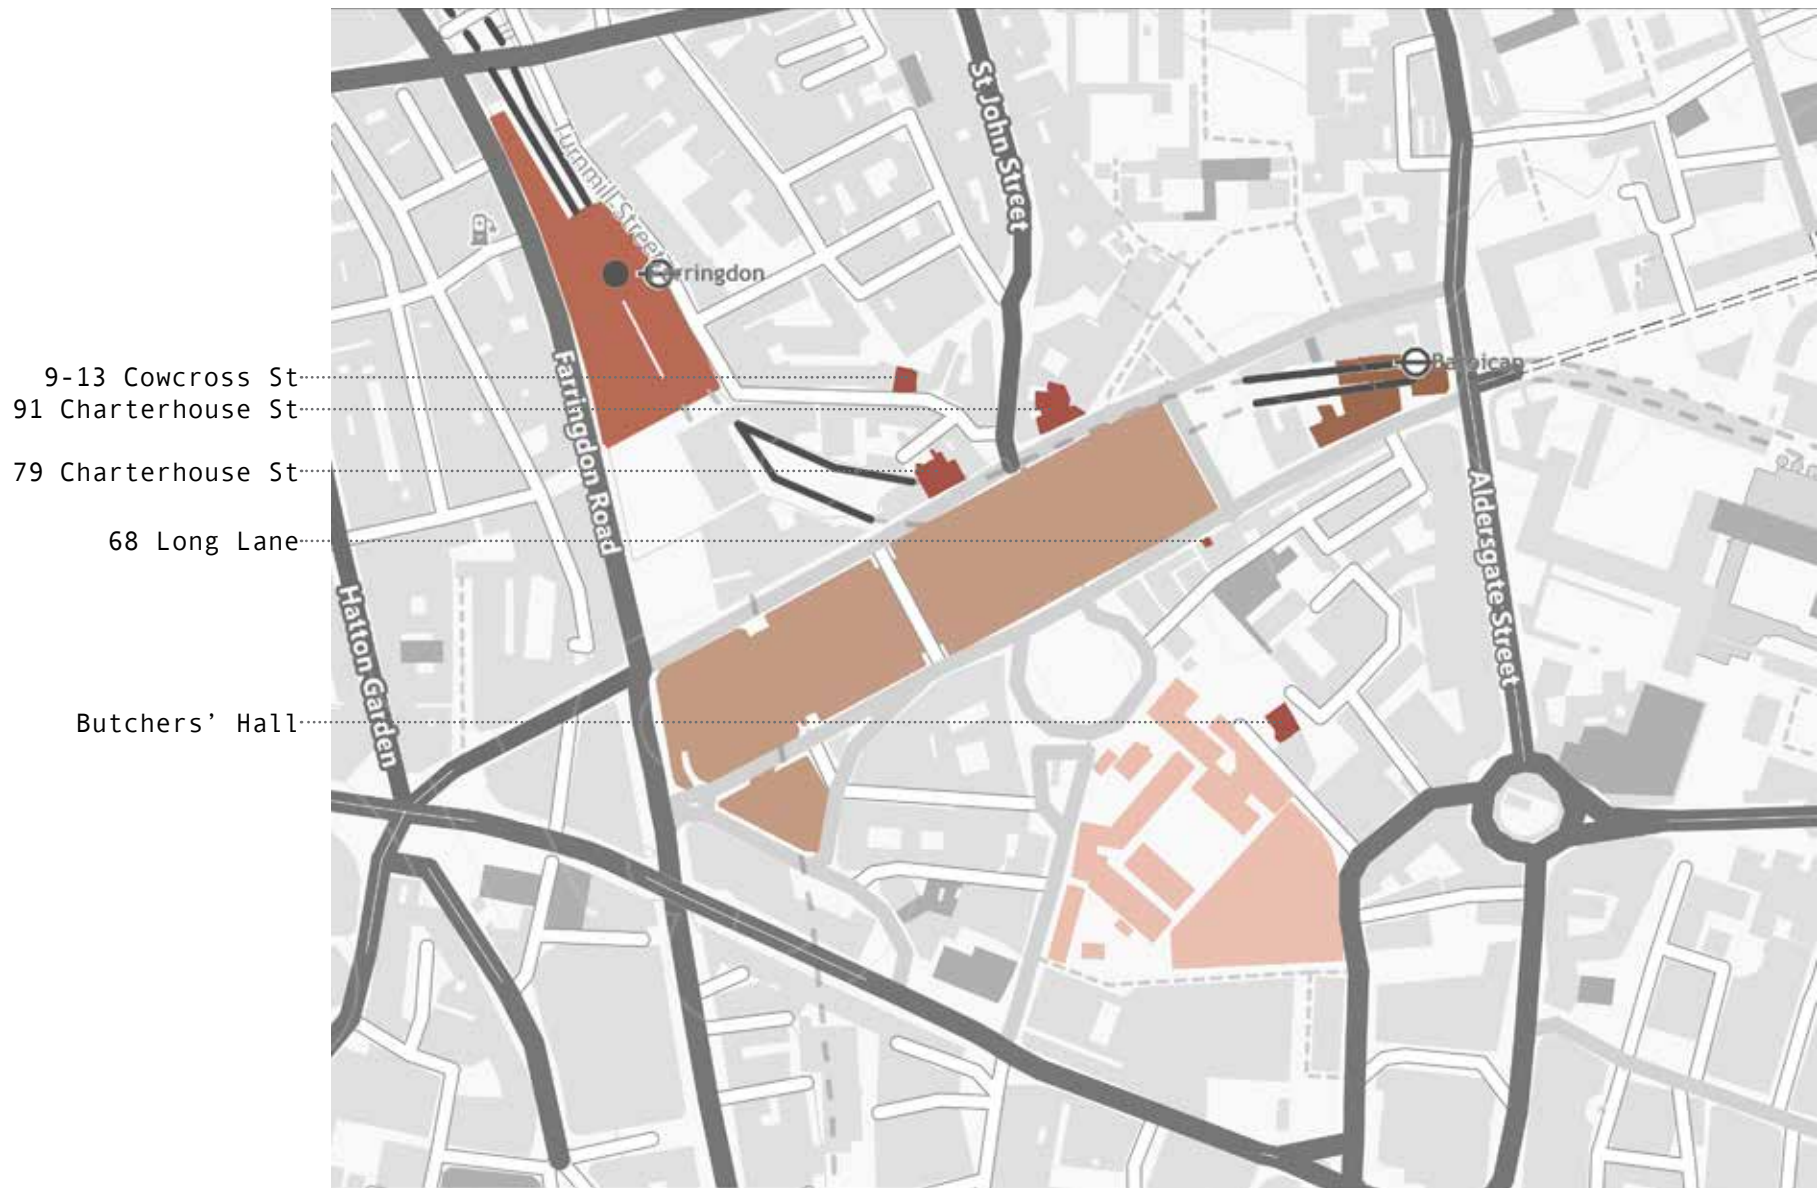 St John Street
Turnmill Street
Farringdon
9-13 Cowcross St
91 Charterhouse St
Barbican
Farringdon Road
79 Charterhouse St
Aldersgate Street
68 Long Lane
Hatton Garden
Butchers’ Hall